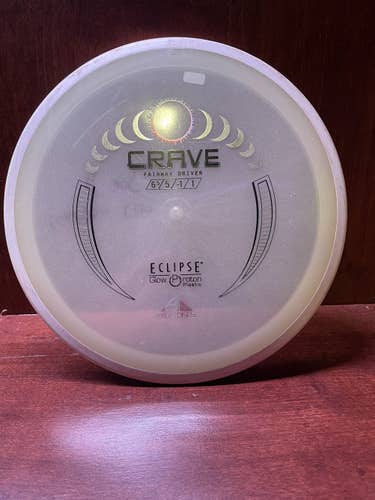 CRAVE
FAIRWAY DRIVER
6.5/5/-1/1
ECLIPSE
Glow Proton
Plastic